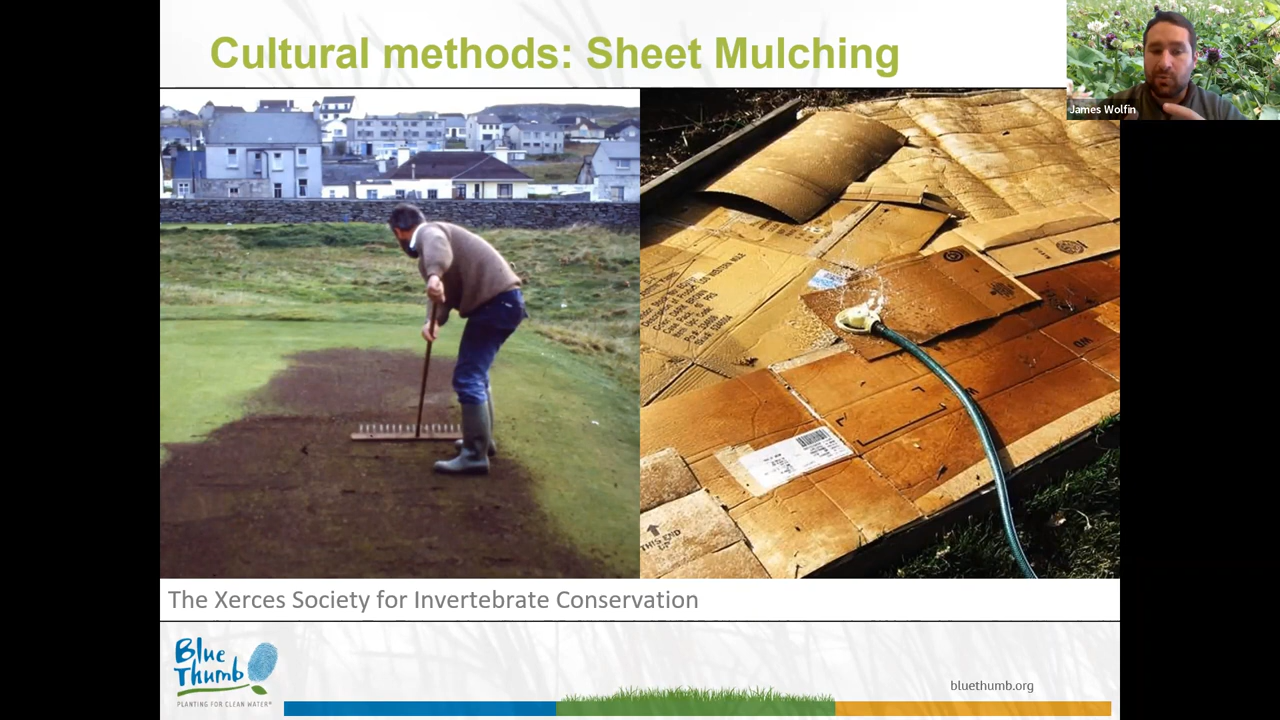 Cultural methods: Sheet Mulching
James Wolfin
THIS END
UP
The Xerces Society for Invertebrate Conservation
Blue
Thumb
PLANTING FOR CLEAN WATER
bluethumb.org